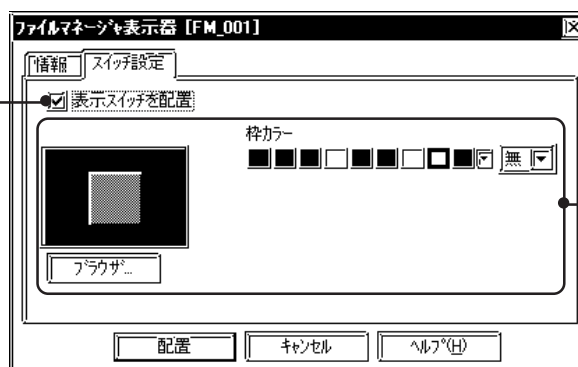 ﾌｧｲﾙﾏﾈｰｼﾞｬ表示器 [FM_001]
情報 ｽｲｯﾁ設定
表示ｽｲｯﾁを配置
枠ｶﾗｰ
無
ﾌﾞﾗｳｻﾞ...
配置 ｷｬﾝｾﾙ ﾍﾙﾌﾟ(H)